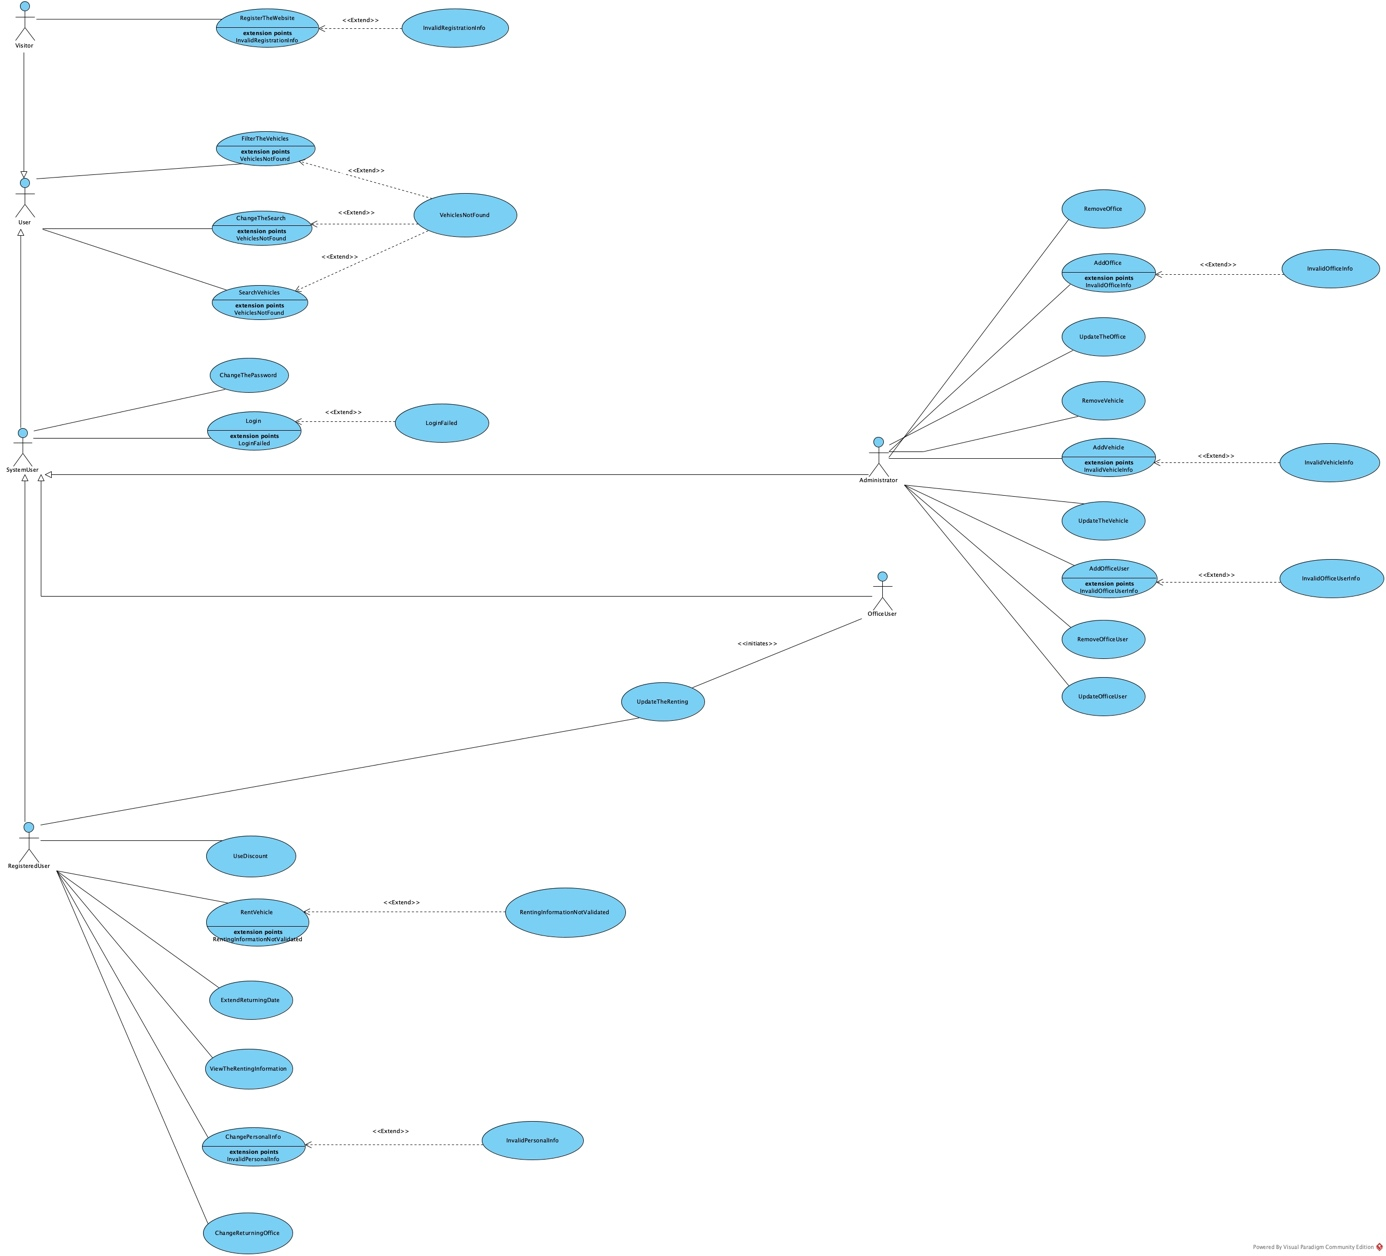 RegisterTheWebsite
extension points
InvalidRegistrationInfo
<<Extend>>
InvalidRegistrationInfo
Visitor
FilterTheVehicles
extension points
VehiclesNotFound
<<Extend>>
User
ChangeTheSearch
extension points
VehiclesNotFound
<<Extend>>
VehiclesNotFound
<<Extend>>
SearchVehicles
extension points
VehiclesNotFound
ChangeThePassword
Login
extension points
LoginFailed
<<Extend>>
LoginFailed
SystemUser
RemoveOffice
AddOffice
extension points
InvalidOfficeInfo
<<Extend>>
InvalidOfficeInfo
UpdateTheOffice
RemoveVehicle
AddVehicle
extension points
InvalidVehicleInfo
<<Extend>>
InvalidVehicleInfo
Administrator
UpdateTheVehicle
AddOfficeUser
extension points
InvalidOfficeUserInfo
<<Extend>>
InvalidOfficeUserInfo
RemoveOfficeUser
UpdateOfficeUser
OfficeUser
<<initiates>>
UpdateTheRenting
RegisteredUser
UseDiscount
RentVehicle
extension points
RentingInformationNotValidated
<<Extend>>
RentingInformationNotValidated
ExtendReturningDate
ViewTheRentingInformation
ChangePersonalInfo
extension points
InvalidPersonalInfo
<<Extend>>
InvalidPersonalInfo
ChangeReturningOffice
Powered By Visual Paradigm Community Edition